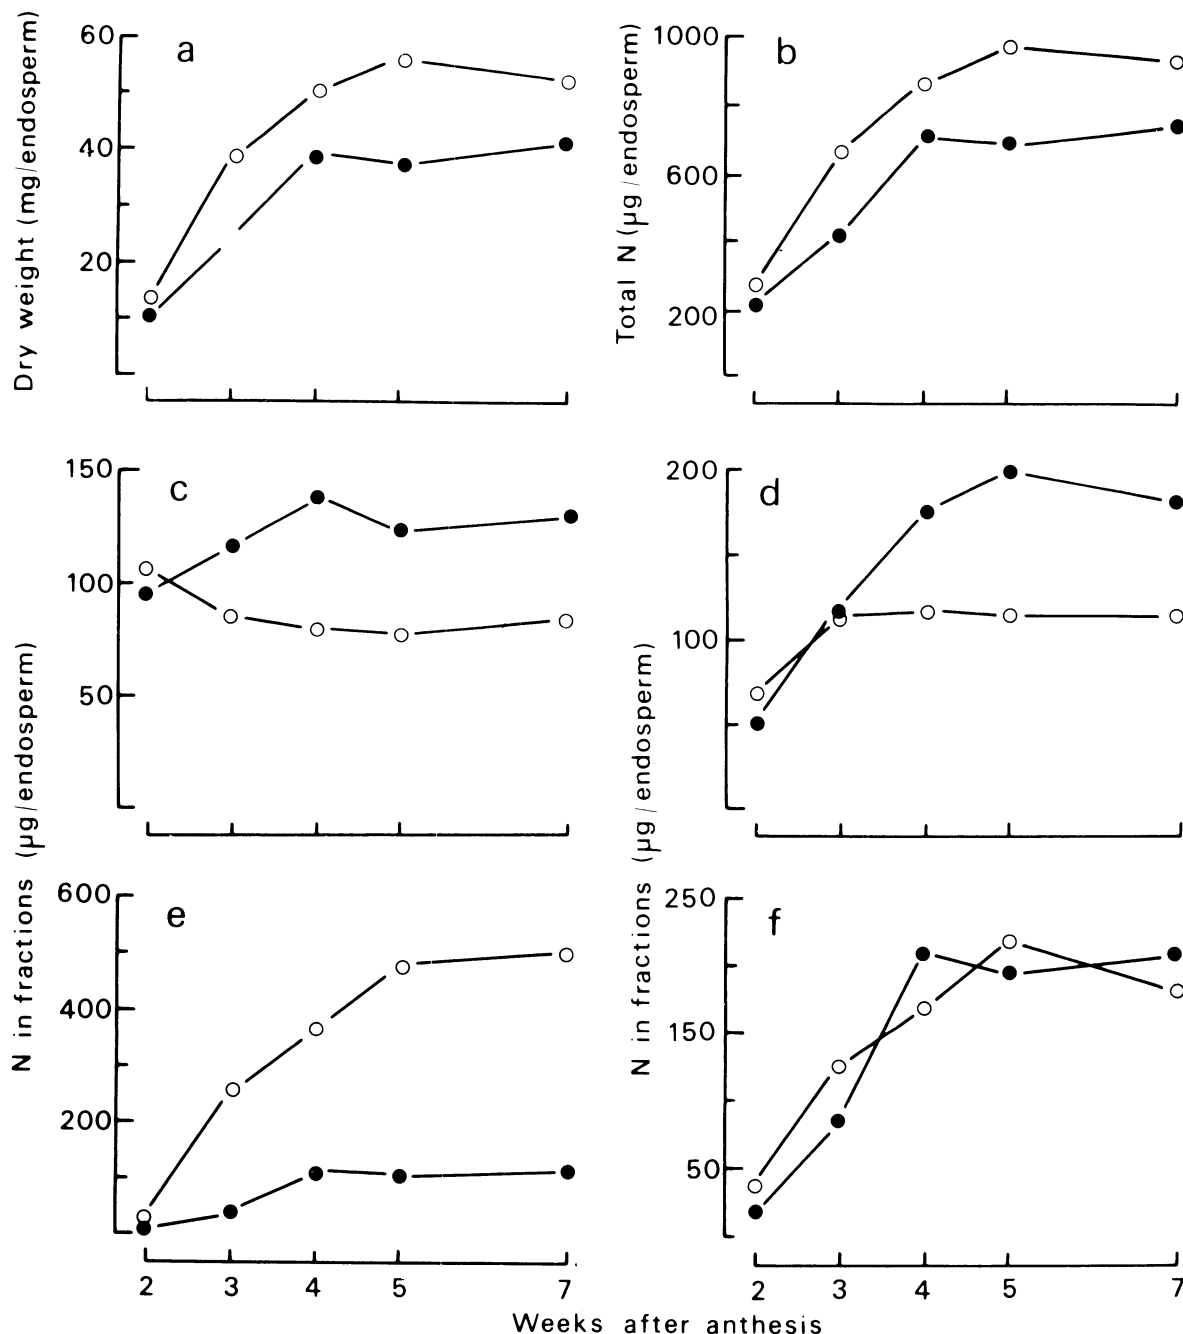 a
Dry weight (mg/endosperm)
60
40
20
b
Total N (µg/endosperm)
1000
600
200
c
150
100
50
d
200
100
N in fractions (µg/endosperm)
e
600
400
200
2 3 4 5 7
N in fractions (µg/endosperm)
f
250
150
50
2 3 4 5 7
Weeks after anthesis